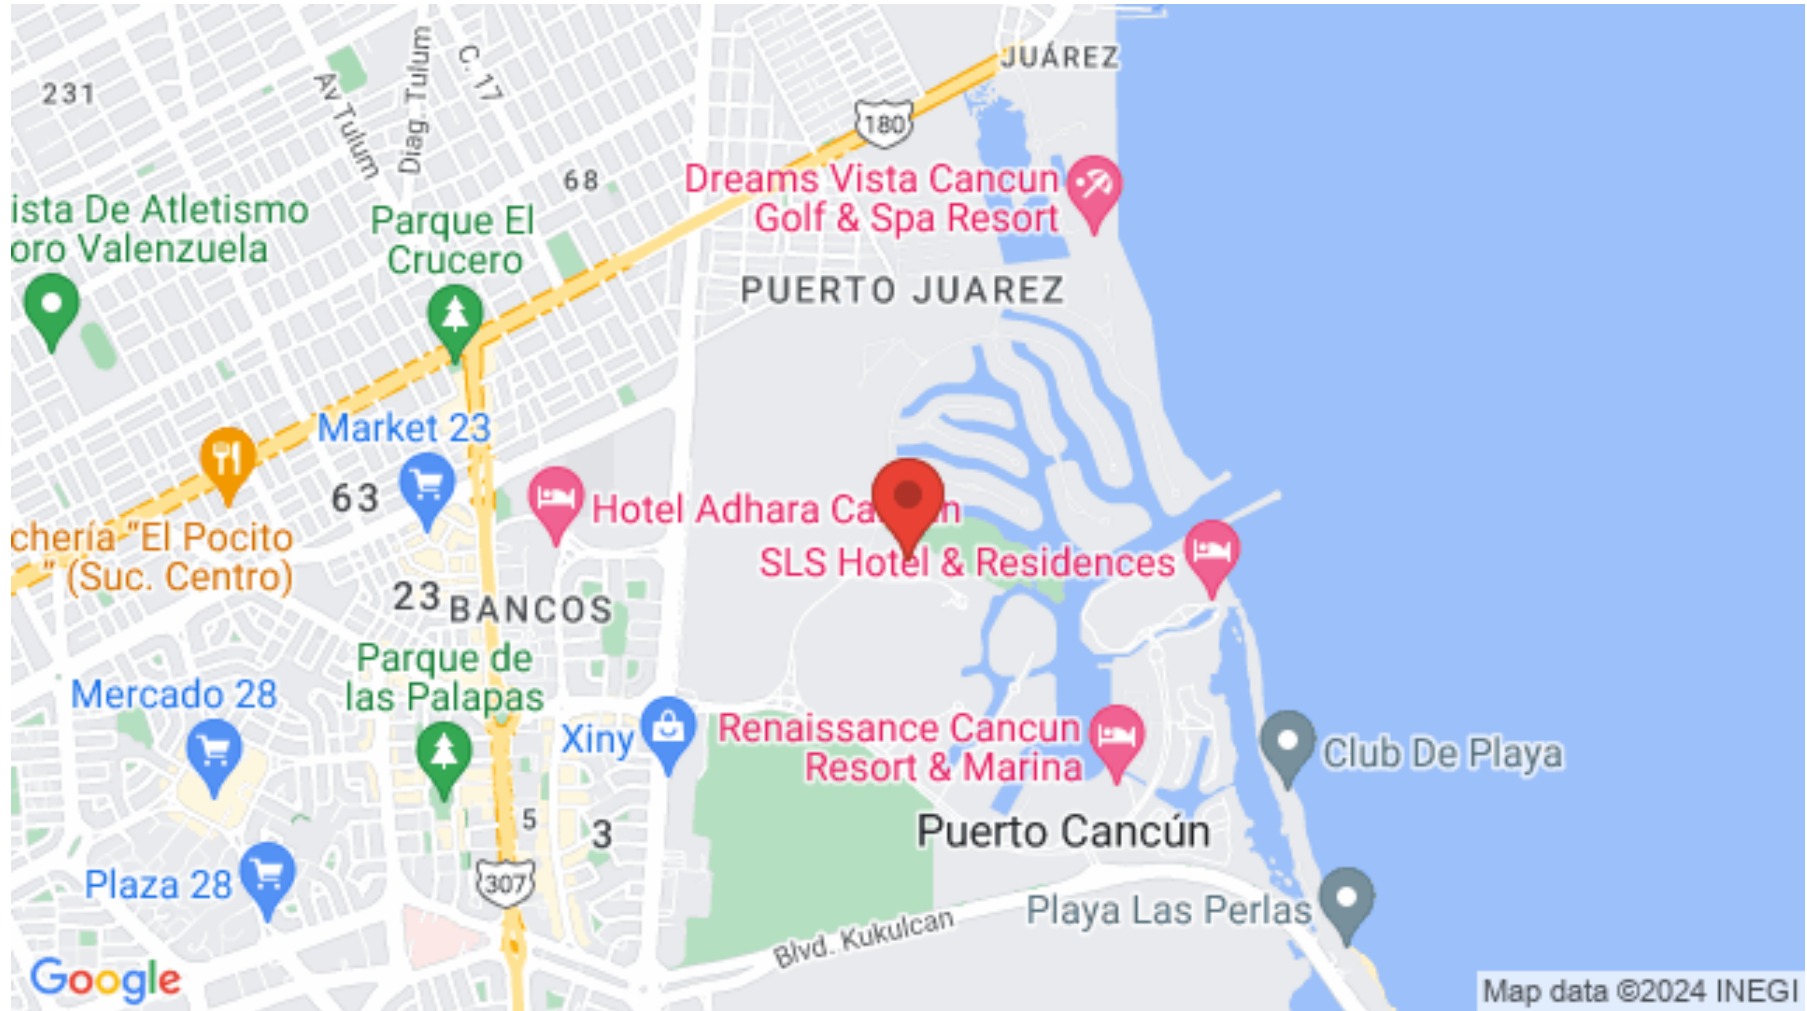 JUÁREZ
231
Av Tulum
Diag. Tulum
C. 17
180
68
Dreams Vista Cancun
Golf & Spa Resort
ista De Atletismo
oro Valenzuela
Parque El
Crucero
PUERTO JUAREZ
Market 23
63
Hotel Adhara Ca
n
chería "El Pocito
" (Suc. Centro)
SLS Hotel & Residences
23
BANCOS
Parque de
las Palapas
Mercado 28
Xiny
Renaissance Cancun
Resort & Marina
Club De Playa
5
3
Puerto Cancún
307
Plaza 28
Playa Las Perlas
Blvd. Kukulcan
Google
Map data ©2024 INEGI